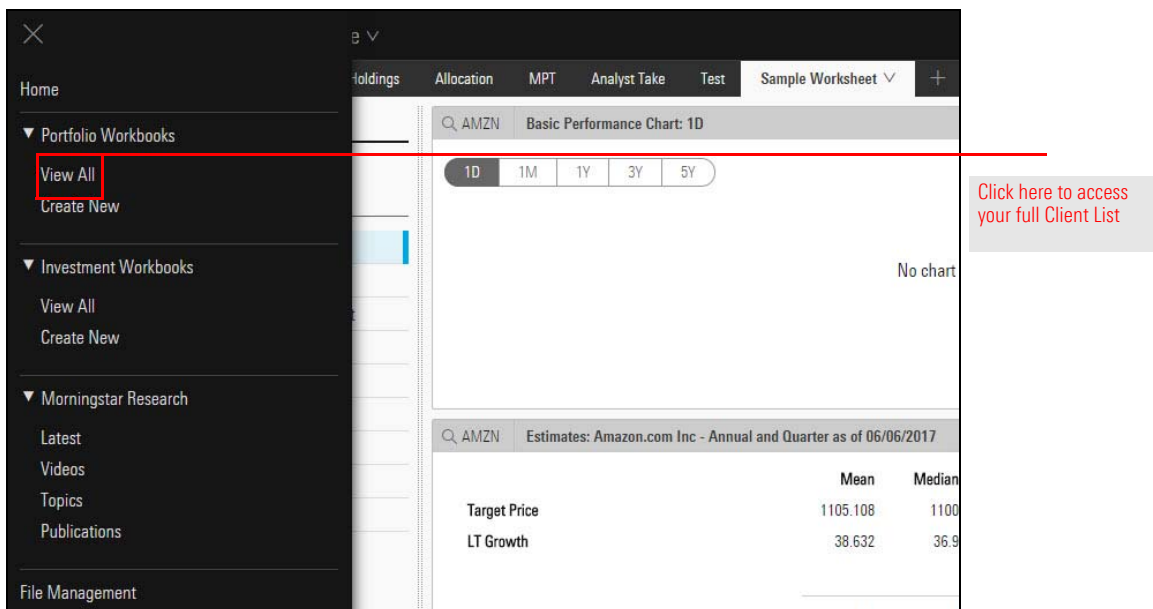 Home
Portfolio Workbooks
View All
Create New
Investment Workbooks
View All
Create New
Morningstar Research
Latest
Videos
Topics
Publications
File Management
e
Holdings Allocation MPT Analyst Take Test Sample Worksheet
AMZN Basic Performance Chart: 1D
1D 1M 1Y 3Y 5Y
No chart
AMZN Estimates: Amazon.com Inc - Annual and Quarter as of 06/06/2017
Mean Median
Target Price 1105.108 1100
LT Growth 38.632 36.9
Click here to access
your full Client List